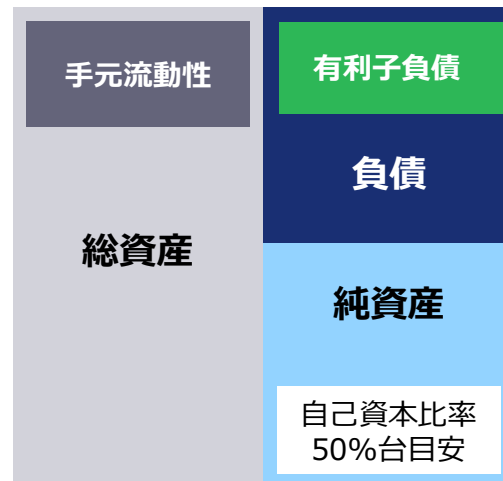 手元流動性
総資産
有利子負債
負債
純資産
自己資本比率
50%台目安